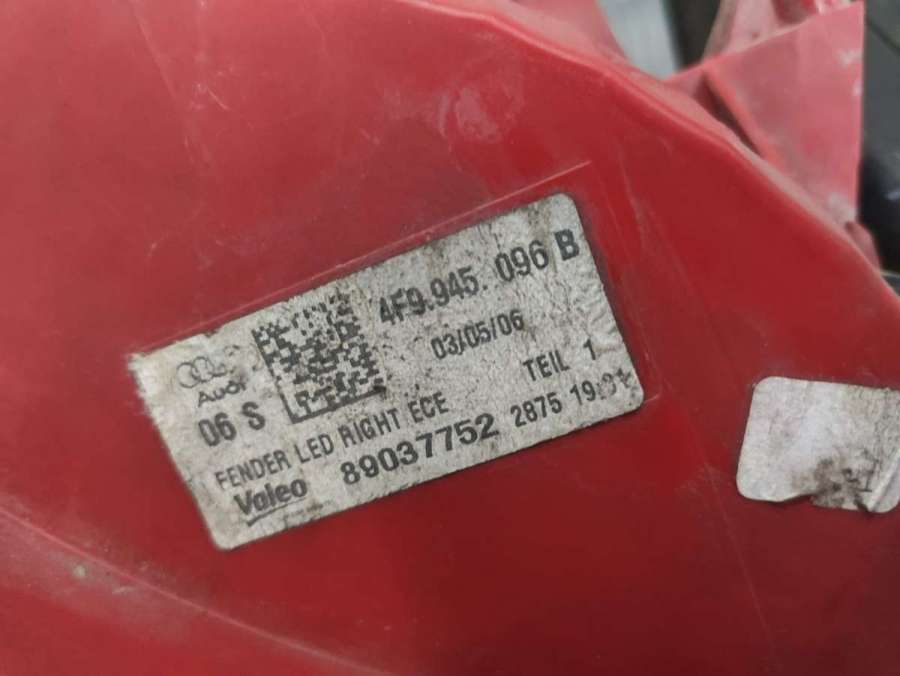 4F9.945. 096 B
AUDI
03/05/06
06 S
TEIL 1
FENDER LED RIGHT ECE
Valeo 89037752 2875